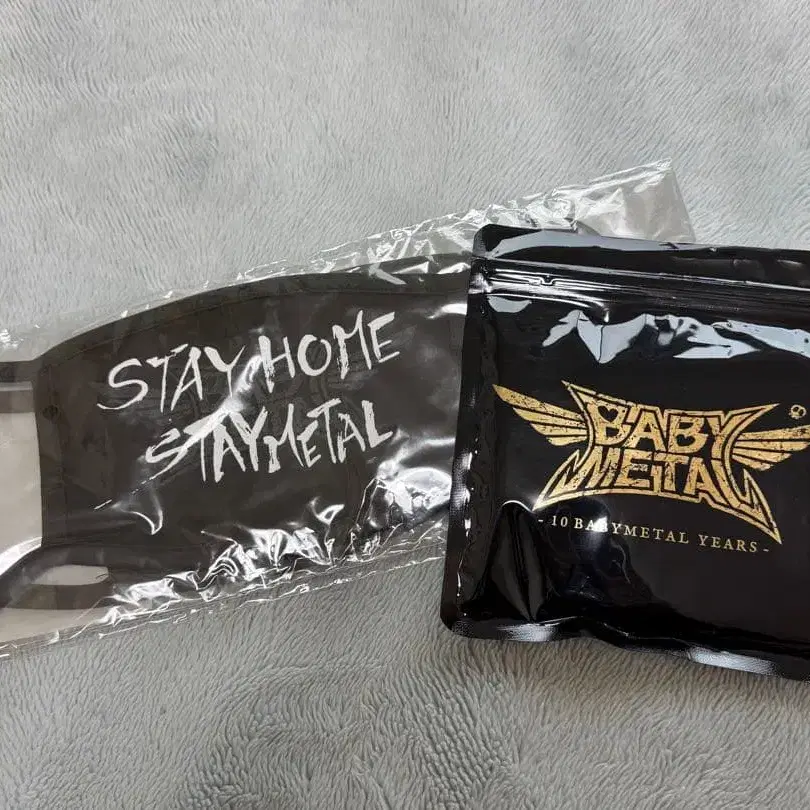 STAY HOME
STAY METAL
BABY
METAL
- 10 BABYMETAL YEARS -